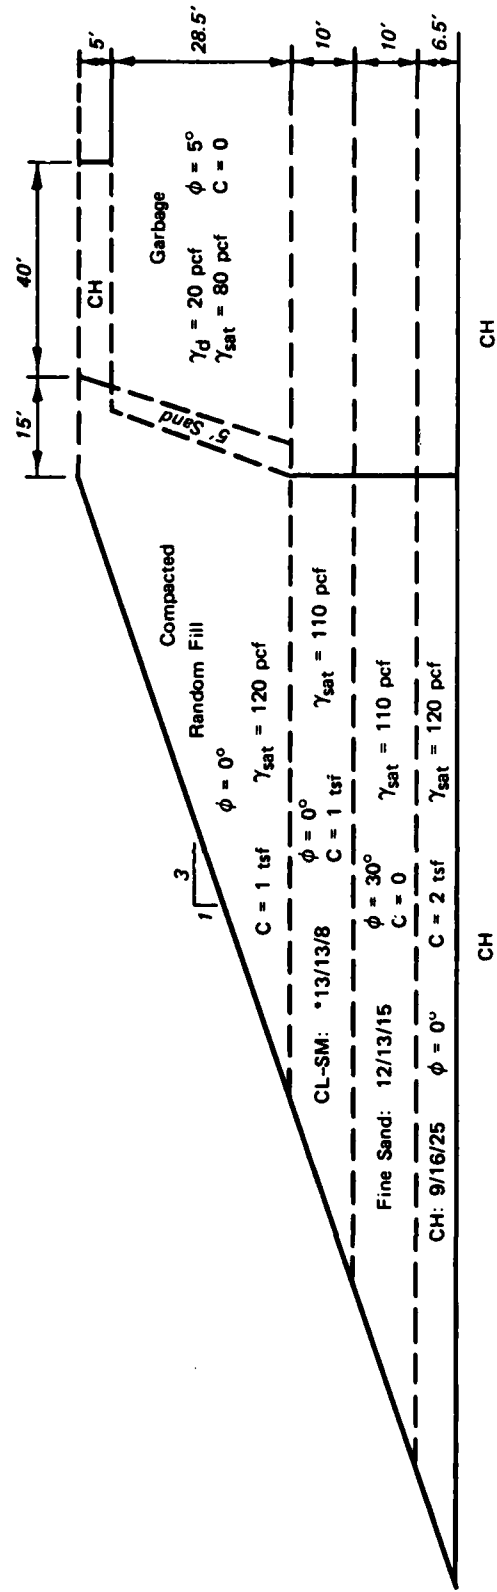 15'
40'
5'
28.5'
10'
10'
6.5'
CH
5' Sand
Garbage
γd = 20 pcf φ = 5°
γsat = 80 pcf C = 0
3
1
Compacted
Random Fill
φ = 0°
C = 1 tsf γsat = 120 pcf
CL-SM: *13/13/8 φ = 0° γsat = 110 pcf
C = 1 tsf
Fine Sand: 12/13/15 φ = 30° γsat = 110 pcf
C = 0
CH: 9/16/25 φ = 0° C = 2 tsf γsat = 120 pcf
CH
CH